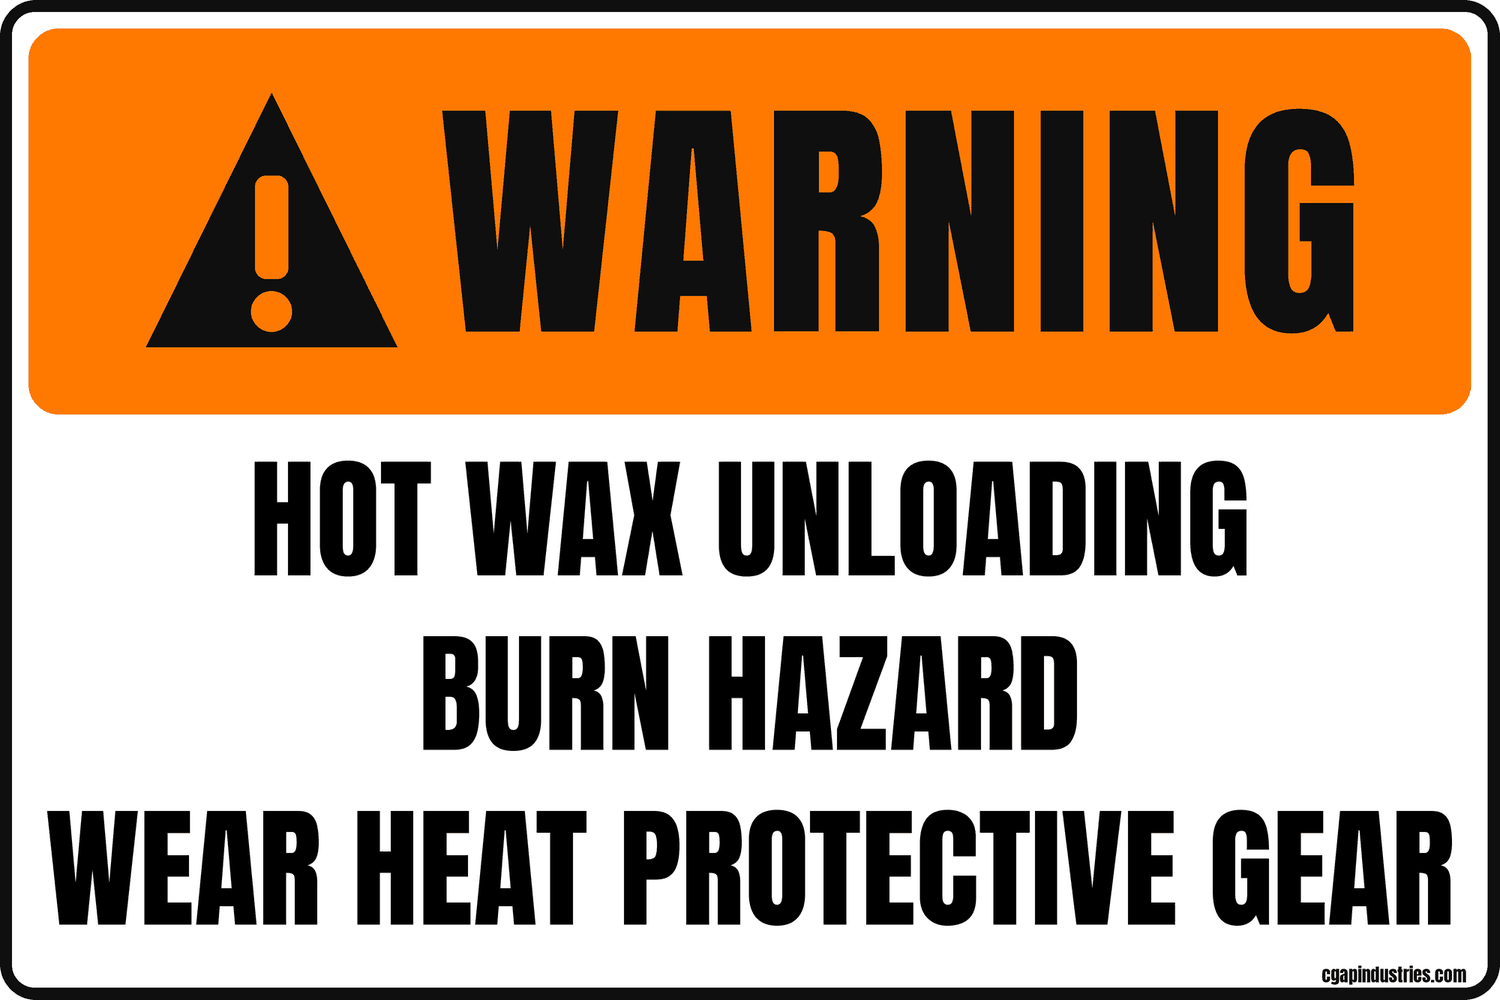 WARNING
HOT WAX UNLOADING
BURN HAZARD
WEAR HEAT PROTECTIVE GEAR
cgapindustries.com